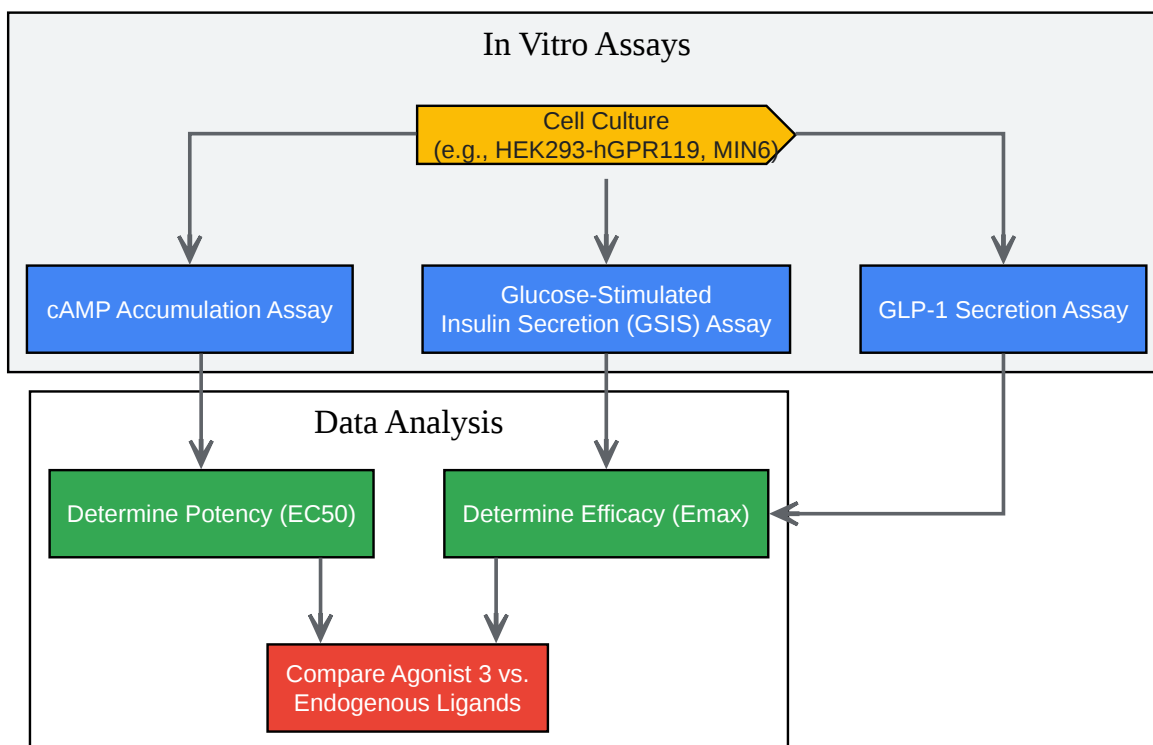 In Vitro Assays
Cell Culture
(e.g., HEK293-hGPR119, MIN6)
cAMP Accumulation Assay
Glucose-Stimulated
Insulin Secretion (GSIS) Assay
GLP-1 Secretion Assay
Data Analysis
Determine Potency (EC50)
Determine Efficacy (Emax)
Compare Agonist 3 vs.
Endogenous Ligands